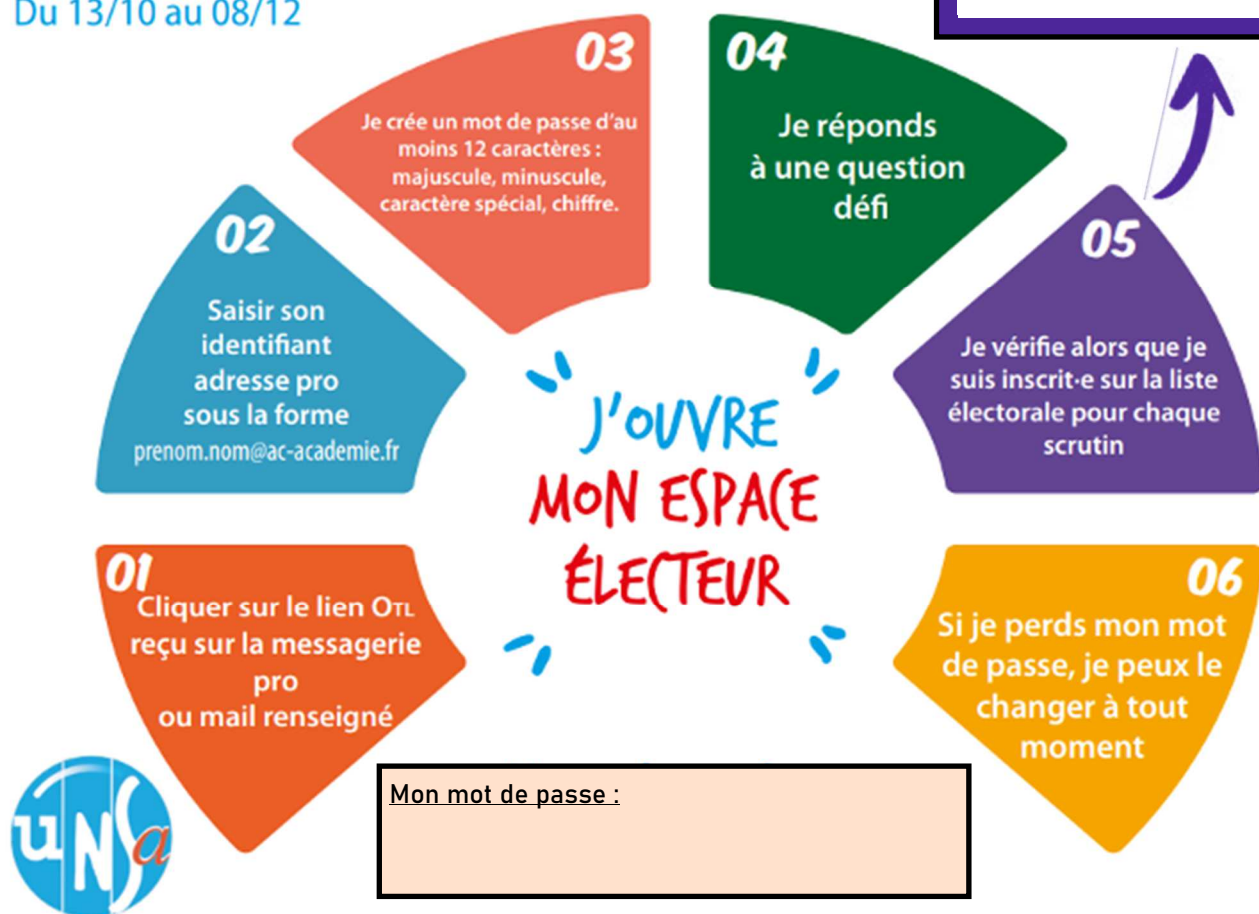 Du 13/10 au 08/12
03
Je crée un mot de passe d'au
moins 12 caractères :
majuscule, minuscule,
caractère spécial, chiffre.
04
Je réponds
à une question
défi
02
Saisir son
identifiant
adresse pro
sous la forme
prenom.nom@ac-academie.fr
05
Je vérifie alors que je
suis inscrit·e sur la liste
électorale pour chaque
scrutin
J'OUVRE
MON ESPACE
ÉLECTEUR
01
Cliquer sur le lien OTL
reçu sur la messagerie
pro
ou mail renseigné
06
Si je perds mon mot
de passe, je peux le
changer à tout
moment
Mon mot de passe :
UNSa